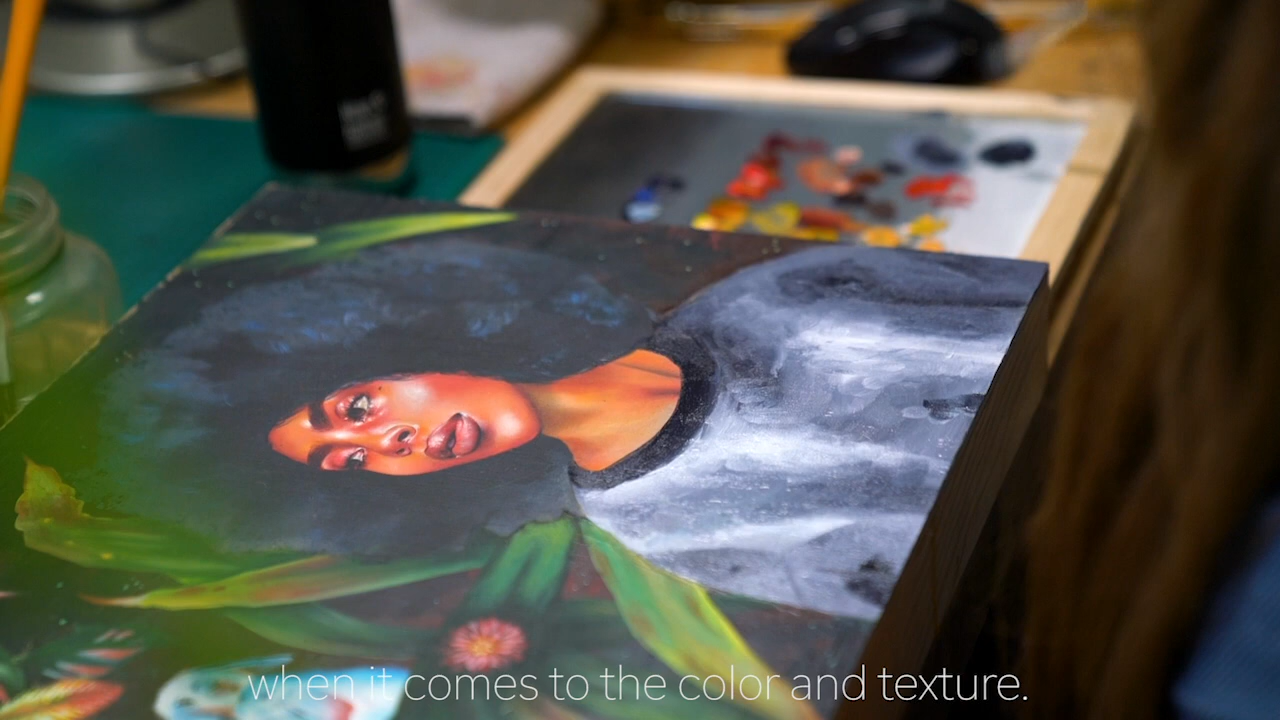 when it comes to the color and texture.